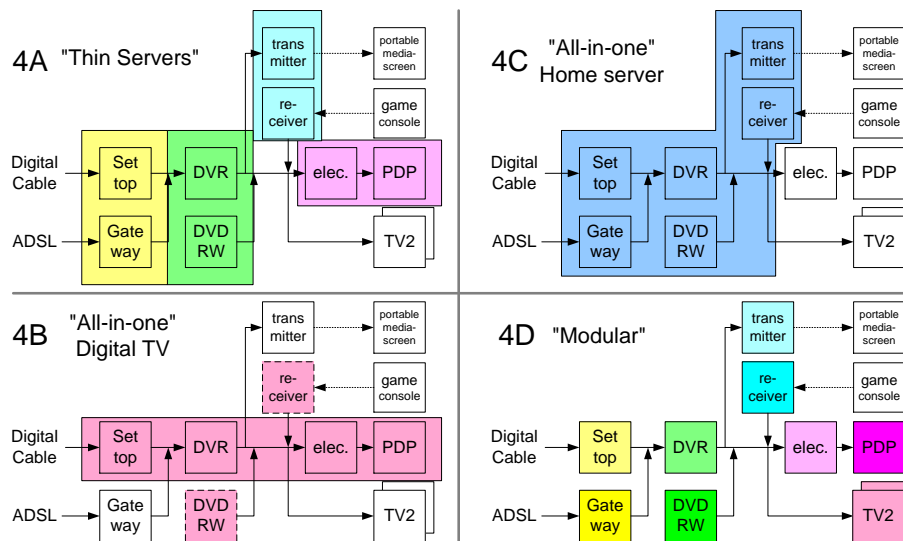 4A "Thin Servers"
trans
mitter
portable
media-
screen
re-
ceiver
game
console
Digital
Cable
Set
top
DVR
elec.
PDP
ADSL
Gate
way
DVD
RW
TV2
4C "All-in-one"
Home server
trans
mitter
portable
media-
screen
re-
ceiver
game
console
Digital
Cable
Set
top
DVR
elec.
PDP
ADSL
Gate
way
DVD
RW
TV2
4B "All-in-one"
Digital TV
trans
mitter
portable
media-
screen
re-
ceiver
game
console
Digital
Cable
Set
top
DVR
elec.
PDP
ADSL
Gate
way
DVD
RW
TV2
4D "Modular"
trans
mitter
portable
media-
screen
re-
ceiver
game
console
Digital
Cable
Set
top
DVR
elec.
PDP
ADSL
Gate
way
DVD
RW
TV2